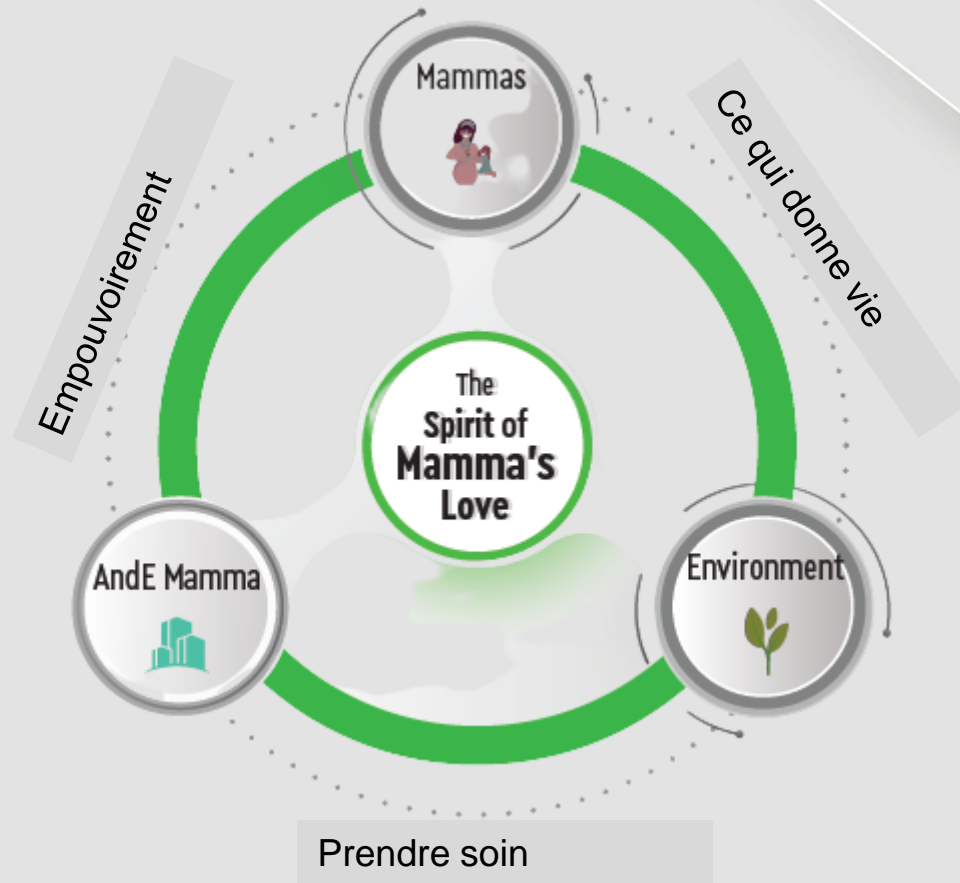 Mammas
Ce qui donne vie
Empouvoirement
The
Spirit of
Mamma's
Love
AndE Mamma
Environment
Prendre soin